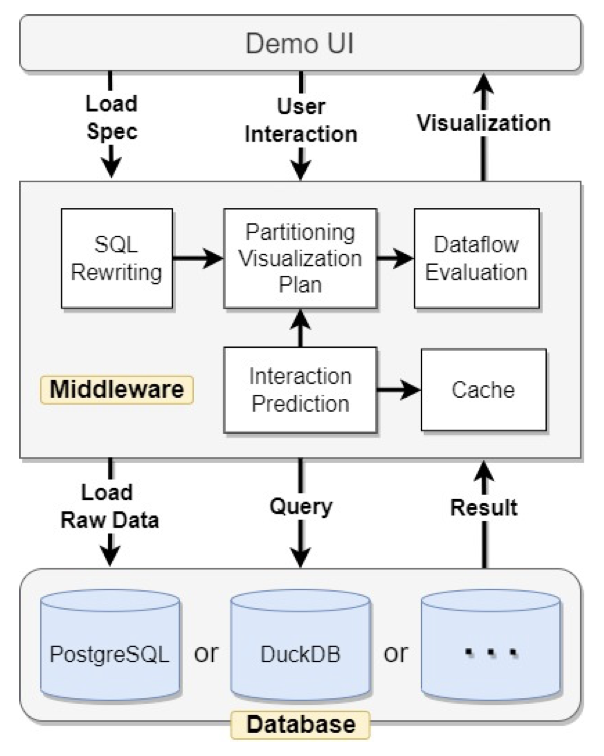 Demo UI
Load
Spec
User
Interaction
Visualization
SQL
Rewriting
Partitioning
Visualization
Plan
Dataflow
Evaluation
Interaction
Prediction
Cache
Middleware
Load
Raw Data
Query
Result
PostgreSQL
or
DuckDB
or
...
Database